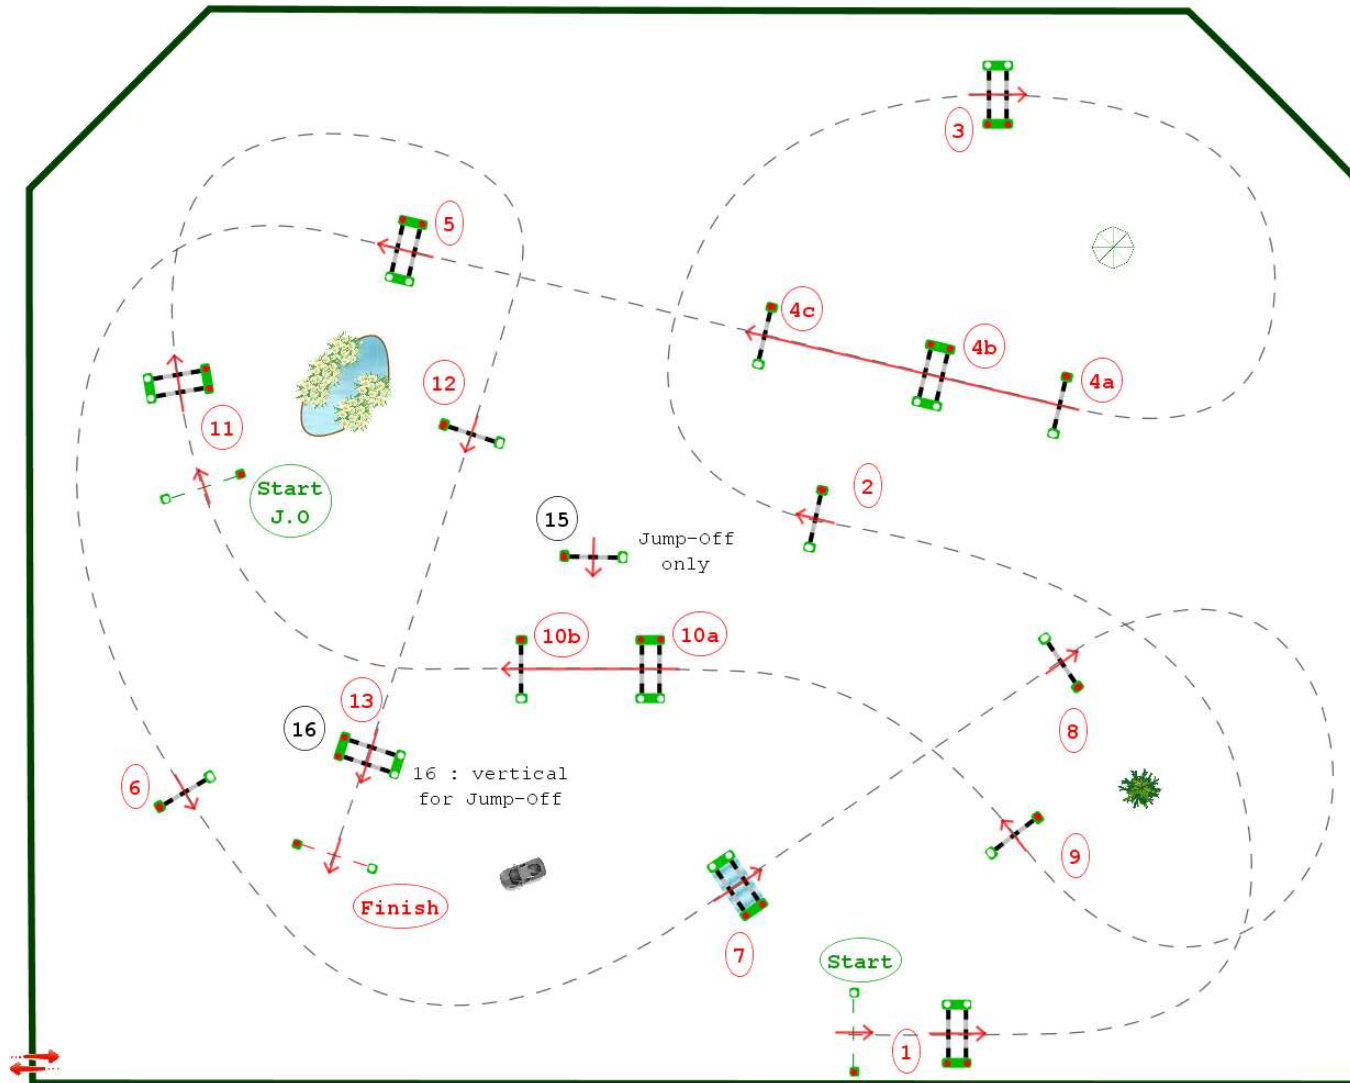 3
5
4c
4b
4a
12
11
2
Start
J.O
15
Jump-Off
only
10b
10a
13
16
8
6
16 : vertical
for Jump-Off
9
Finish
7
Start
1